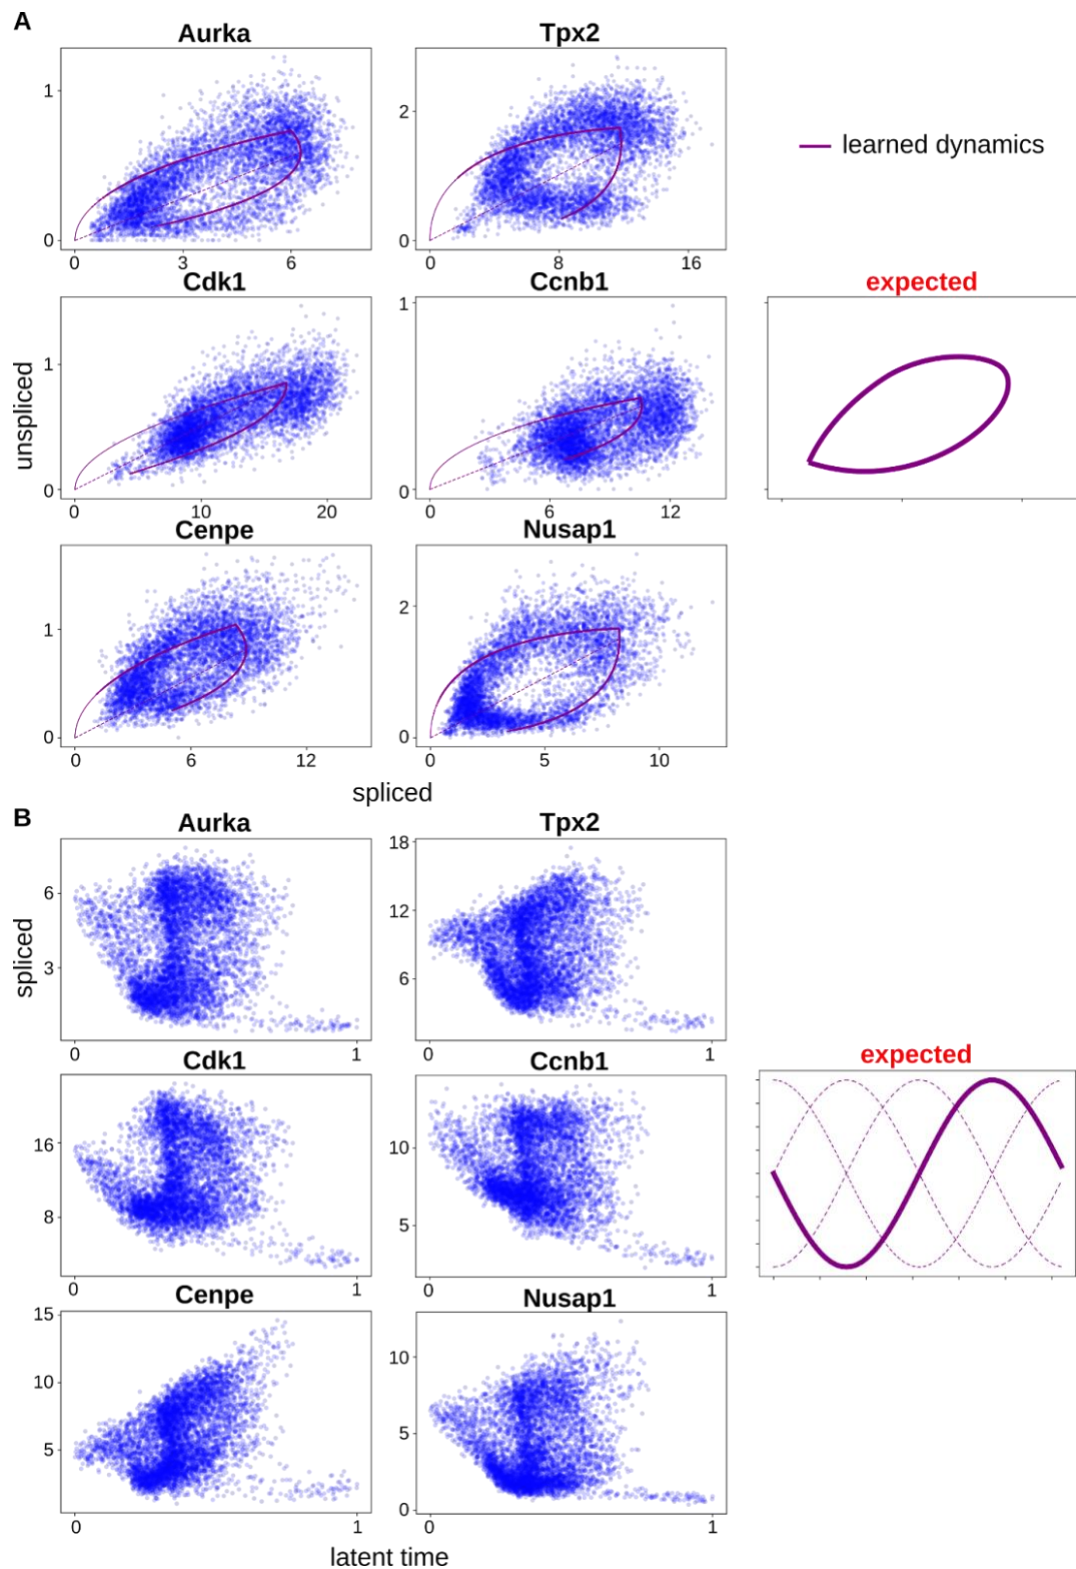 A
Aurka
Tpx2
1
0
0 3 6
2
1
0
0 8 16
learned dynamics
Cdk1
Ccnb1
expected
unspliced
1
0
0 10 20
1
0
0 6 12
Cenpe
Nusap1
1
0
0 6 12
2
1
0
0 5 10
spliced
B
Aurka
Tpx2
spliced
6
3
0 1
18
12
6
0 1
Cdk1
Ccnb1
expected
16
8
0 1
10
5
0 1
Cenpe
Nusap1
15
10
5
0 1
10
5
0
0 1
latent time